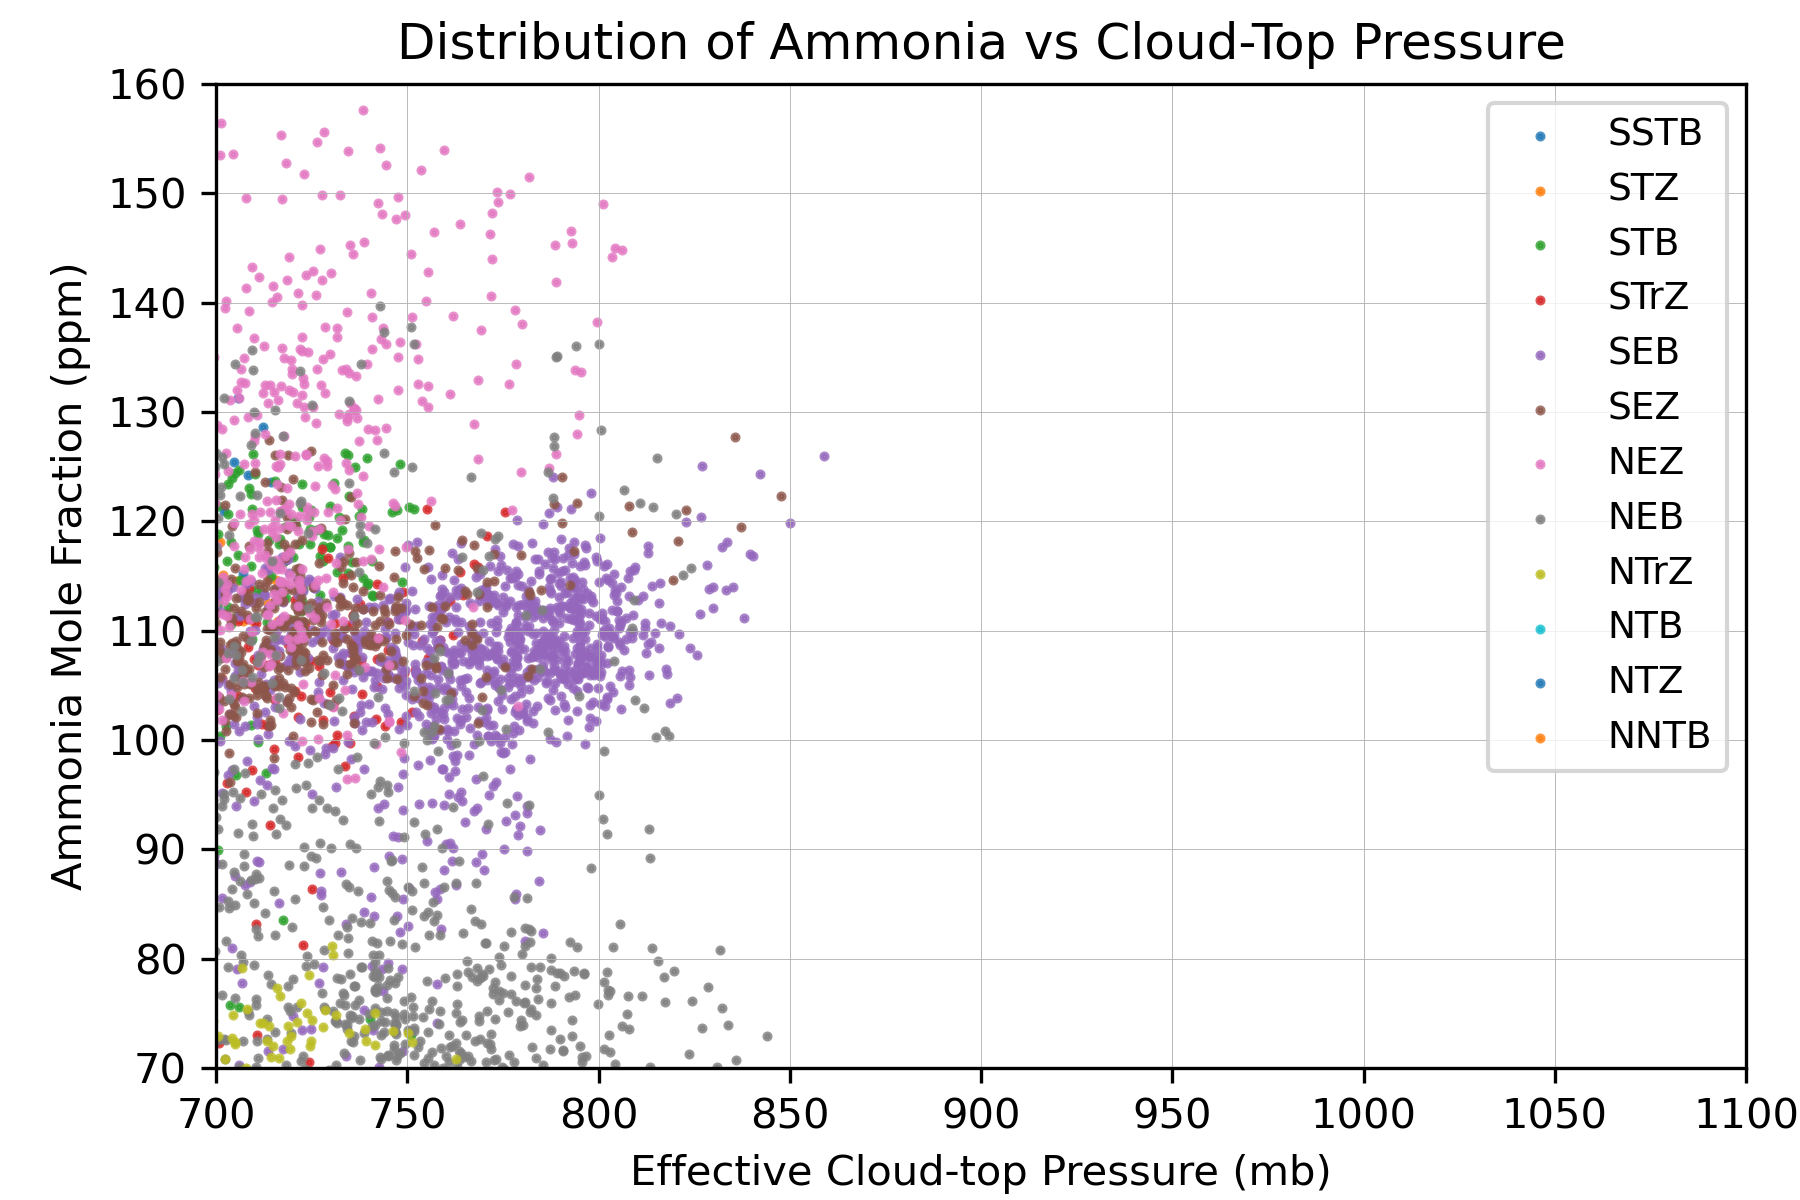 Distribution of Ammonia vs Cloud-Top Pressure
Ammonia Mole Fraction (ppm)
160
150
140
130
120
110
100
90
80
70
SSTB
STZ
STB
STrZ
SEB
SEZ
NEZ
NEB
NTrZ
NTB
NTZ
NNTB
700 750 800 850 900 950 1000 1050 1100
Effective Cloud-top Pressure (mb)